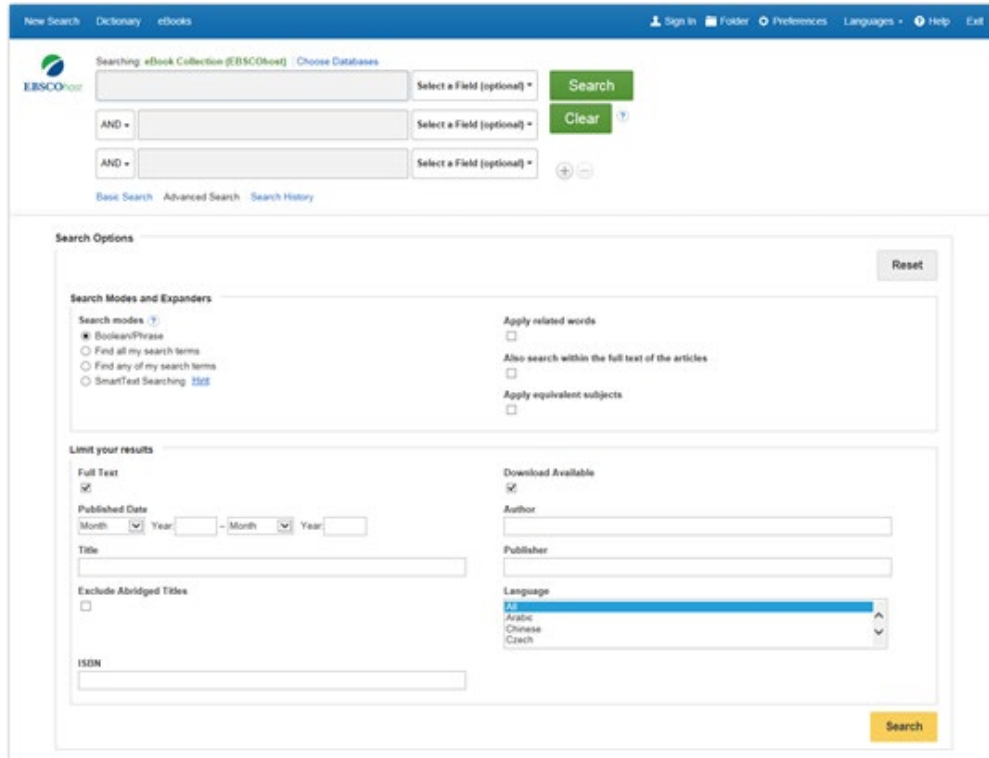 New Search Dictionary eBooks Sign In Folder Preferences Languages Help Exit
EBSCOhost
Searching: eBook Collection (EBSCOhost) Choose Databases
Select a Field (optional) Search
AND Select a Field (optional) Clear ?
AND Select a Field (optional)
Basic Search Advanced Search Search History
Search Options
Reset
Search Modes and Expanders
Search modes ?
Boolean/Phrase
Find all my search terms
Find any of my search terms
SmartText Searching Hint
Apply related words
Also search within the full text of the articles
Apply equivalent subjects
Limit your results
Full Text
Download Available
Published Date
Month Year: – Month Year:
Author
Title
Publisher
Exclude Abridged Titles
Language
All
Arabic
Chinese
Czech
ISBN
Search